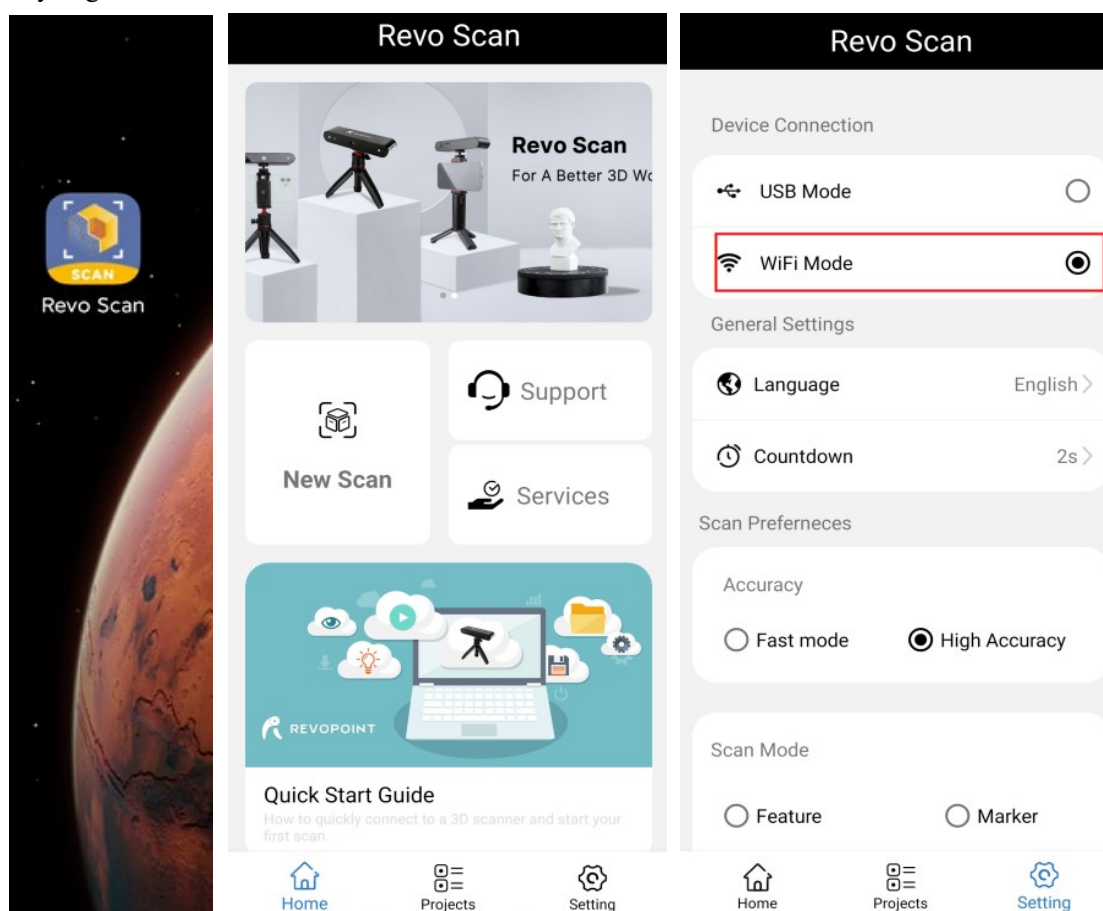 SCAN
Revo Scan
Revo Scan
Revo Scan
For A Better 3D Wo
New Scan
Support
Services
REVOPOINT
Quick Start Guide
How to quickly connect to a 3D scanner and start your
first scan.
Home
Projects
Setting
Revo Scan
Device Connection
USB Mode
WiFi Mode
General Settings
Language
English
Countdown
2s
Scan Preferneces
Accuracy
Fast mode
High Accuracy
Scan Mode
Feature
Marker
Home
Projects
Setting